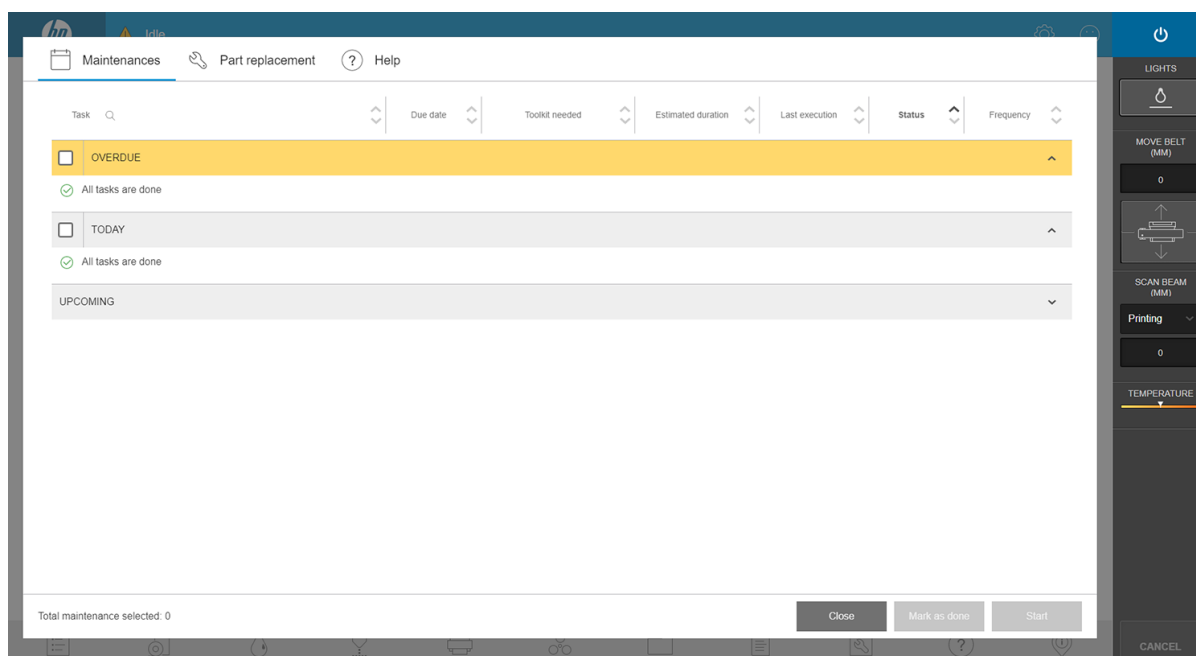 hp
Idle
Maintenances
Part replacement
? Help
Task
Due date
Toolkit needed
Estimated duration
Last execution
Status
Frequency
OVERDUE
All tasks are done
TODAY
All tasks are done
UPCOMING
Total maintenance selected: 0
Close
Mark as done
Start
LIGHTS
MOVE BELT
(MM)
0
SCAN BEAM
(MM)
Printing
0
TEMPERATURE
CANCEL
?